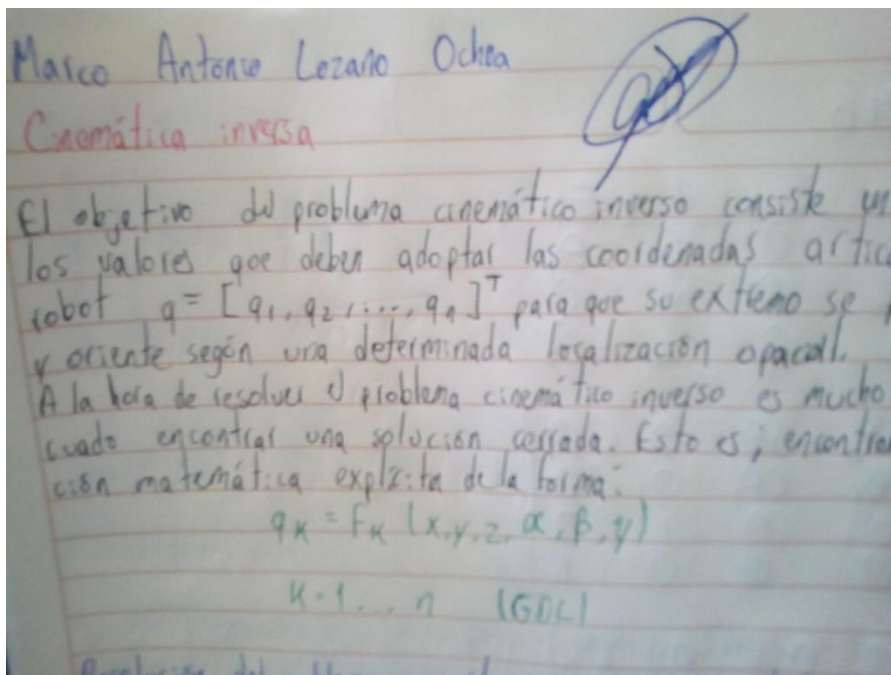 Marco Antonio Lozano Ochoa
Cinemática inversa
El objetivo del problema cinemático inverso consiste en
los valores que deben adoptar las coordenadas artic
robot q = [q₁, q₂, ..., qₙ]ᵀ para que su extremo se
y oriente según una determinada localización
A la hora de resolver el problema cinemático inverso es mucho
cuado encontrar una solución cerrada. Esto es; encontra
ción matemática explícita de la forma:
qₖ = Fₖ (x, y, z, α, β, γ)
k = 1 ... n (GDL)